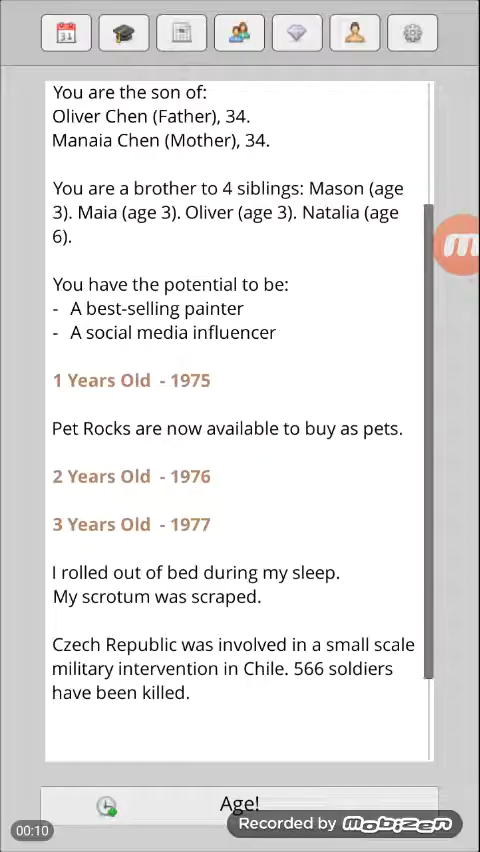 31
You are the son of:
Oliver Chen (Father), 34.
Manaia Chen (Mother), 34.
You are a brother to 4 siblings: Mason (age
3). Maia (age 3). Oliver (age 3). Natalia (age
6).
You have the potential to be:
- A best-selling painter
- A social media influencer
1 Years Old - 1975
Pet Rocks are now available to buy as pets.
2 Years Old - 1976
3 Years Old - 1977
I rolled out of bed during my sleep.
My scrotum was scraped.
Czech Republic was involved in a small scale
military intervention in Chile. 566 soldiers
have been killed.
Age!
00:10
Recorded by mobizen